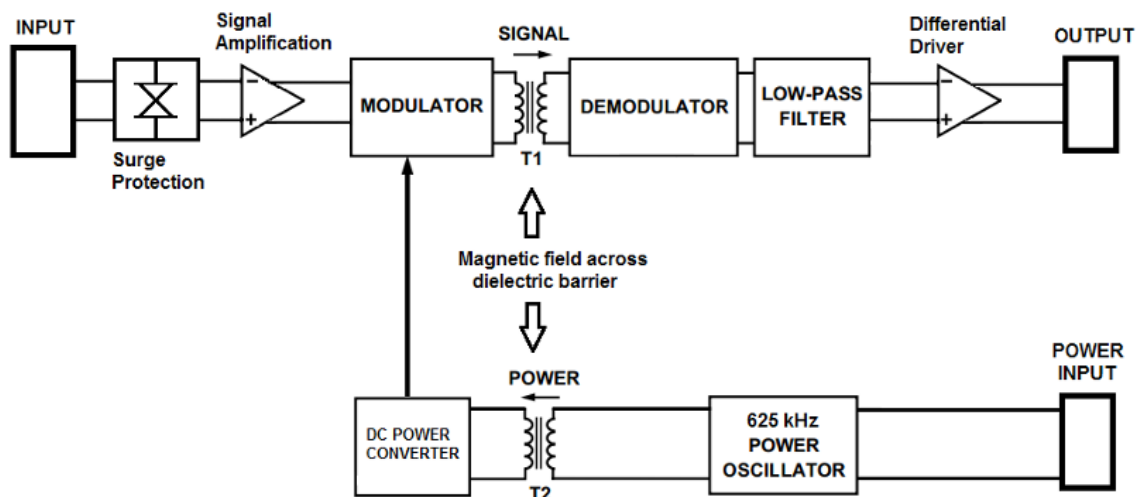 INPUT
Signal
Amplification
SIGNAL
Differential
Driver
OUTPUT
MODULATOR
DEMODULATOR
LOW-PASS
FILTER
−
+
−
+
Surge
Protection
T1
Magnetic field across
dielectric barrier
POWER
POWER
INPUT
DC POWER
CONVERTER
625 kHz
POWER
OSCILLATOR
T2